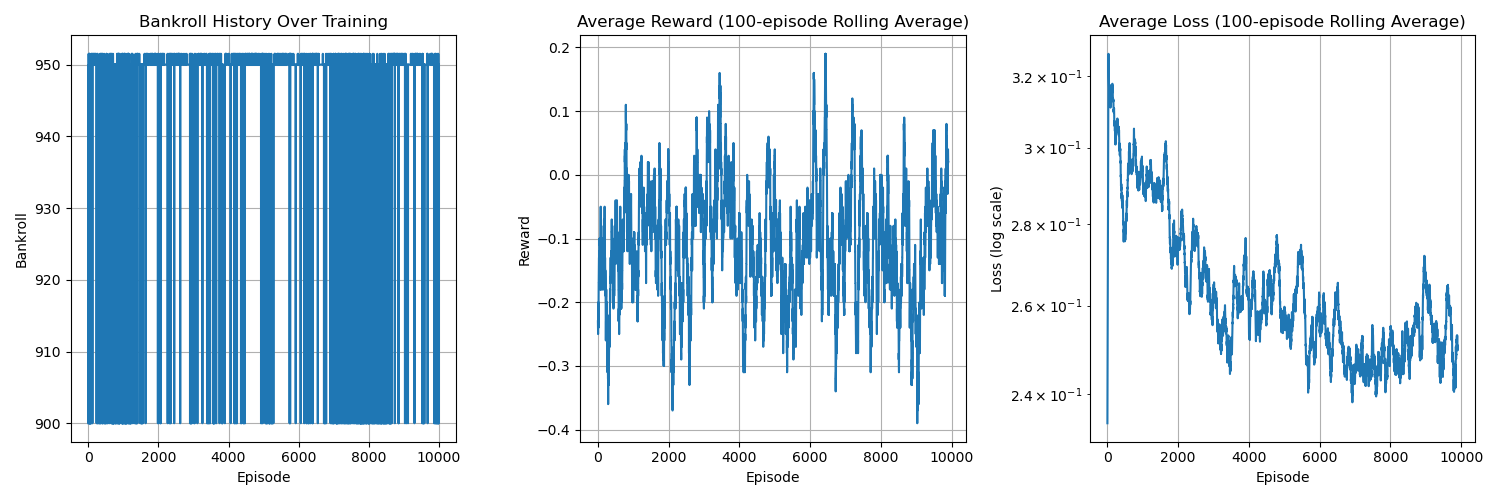 Bankroll History Over Training
Bankroll
950
940
930
920
910
900
0 2000 4000 6000 8000 10000
Episode
Average Reward (100-episode Rolling Average)
Reward
0.2
0.1
0.0
−0.1
−0.2
−0.3
−0.4
0 2000 4000 6000 8000 10000
Episode
Average Loss (100-episode Rolling Average)
Loss (log scale)
3.2 × 10⁻¹
3 × 10⁻¹
2.8 × 10⁻¹
2.6 × 10⁻¹
2.4 × 10⁻¹
0 2000 4000 6000 8000 10000
Episode